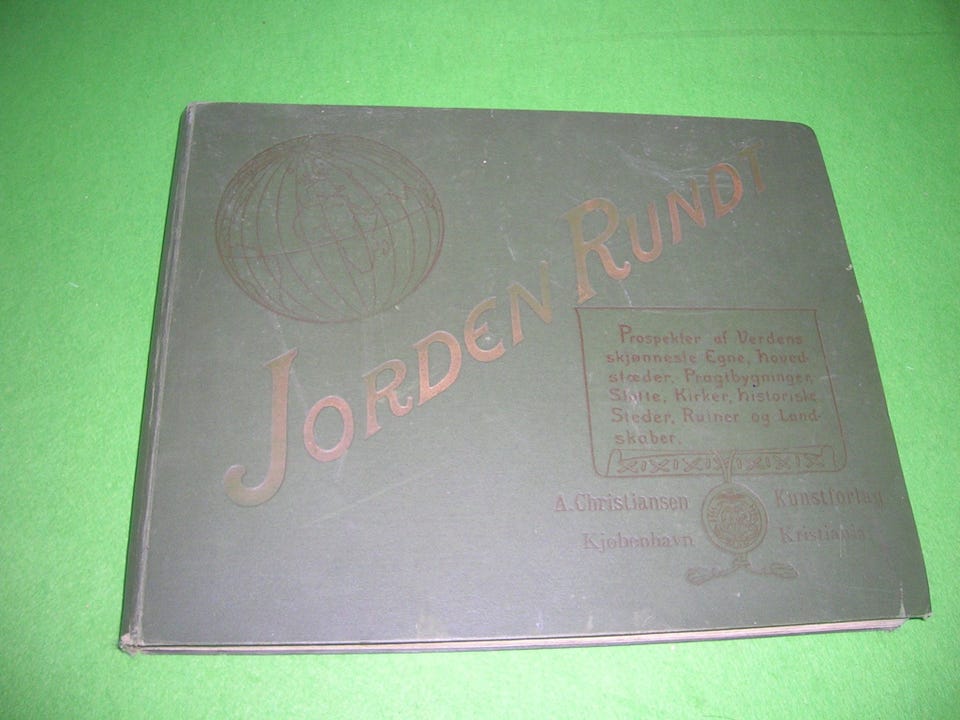 JORDEN RUNDT
Prospekter af Verdens
skjønneste Egne, Hoved-
stæder, Pragtbygninger,
Slotte, Kirker, historiske
Steder, Ruiner og Land-
skaber.
A. Christiansen Kunstforlag
Kjøbenhavn Kristiania